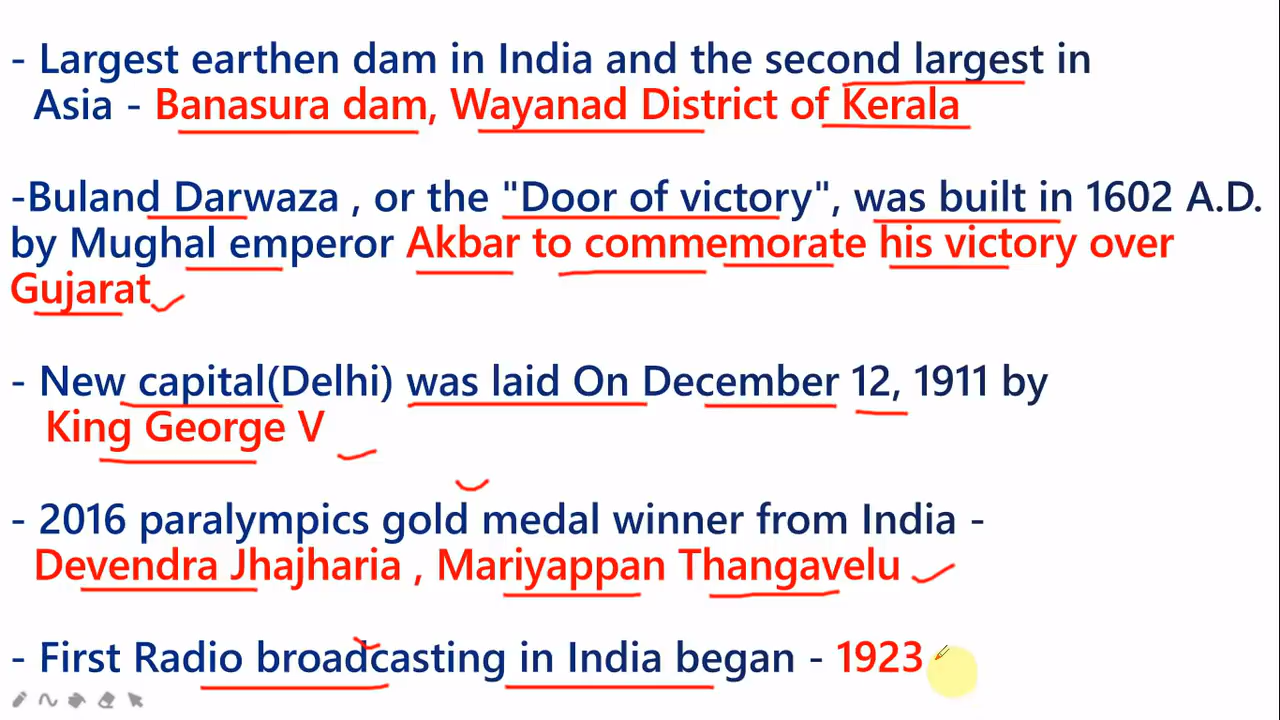 - Largest earthen dam in India and the second largest in
Asia - Banasura dam, Wayanad District of Kerala
-Buland Darwaza , or the "Door of victory", was built in 1602 A.D.
by Mughal emperor Akbar to commemorate his victory over
Gujarat
- New capital(Delhi) was laid On December 12, 1911 by
King George V
- 2016 paralympics gold medal winner from India -
Devendra Jhajharia , Mariyappan Thangavelu
- First Radio broadcasting in India began - 1923